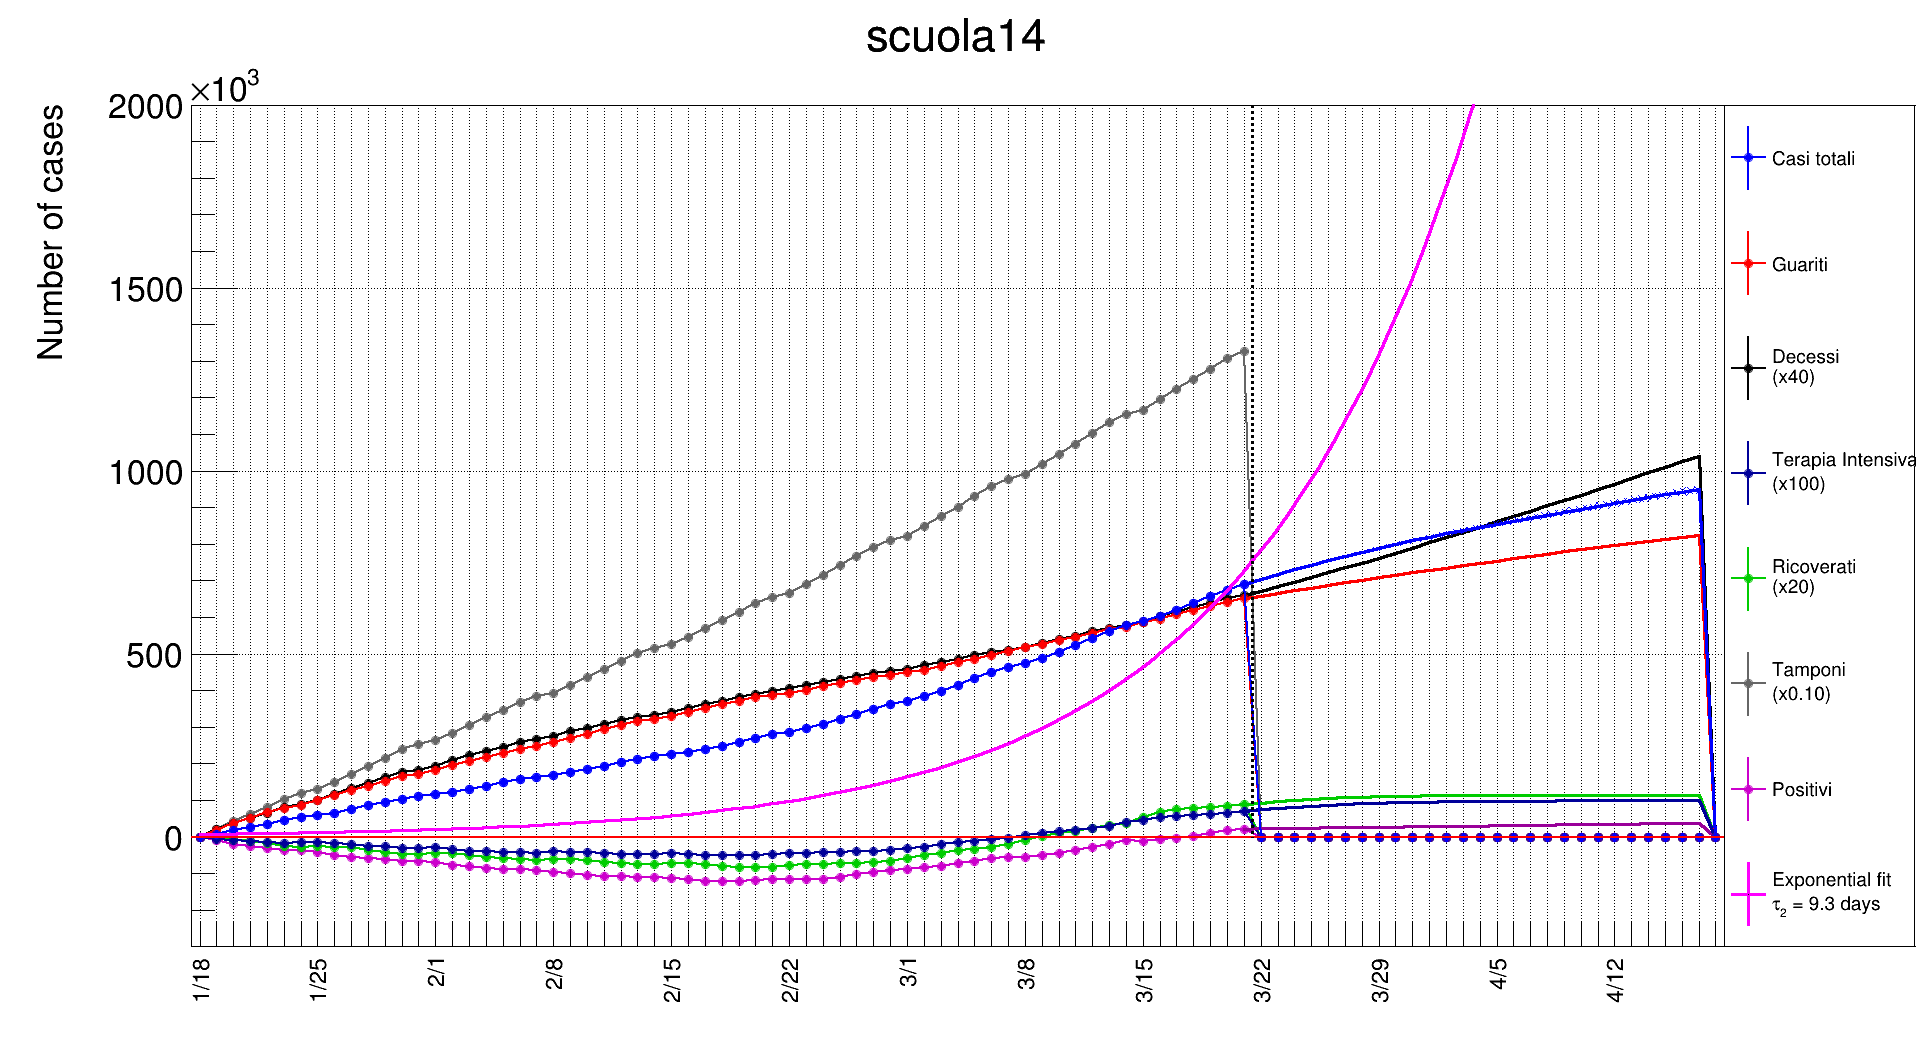 scuola14
×10³
Number of cases
2000
1500
1000
500
0
1/18
1/25
2/1
2/8
2/15
2/22
3/1
3/8
3/15
3/22
3/29
4/5
4/12
Casi totali
Guariti
Decessi
(x40)
Terapia Intensiva
(x100)
Ricoverati
(x20)
Tamponi
(x0.10)
Positivi
Exponential fit
τ₂ = 9.3 days